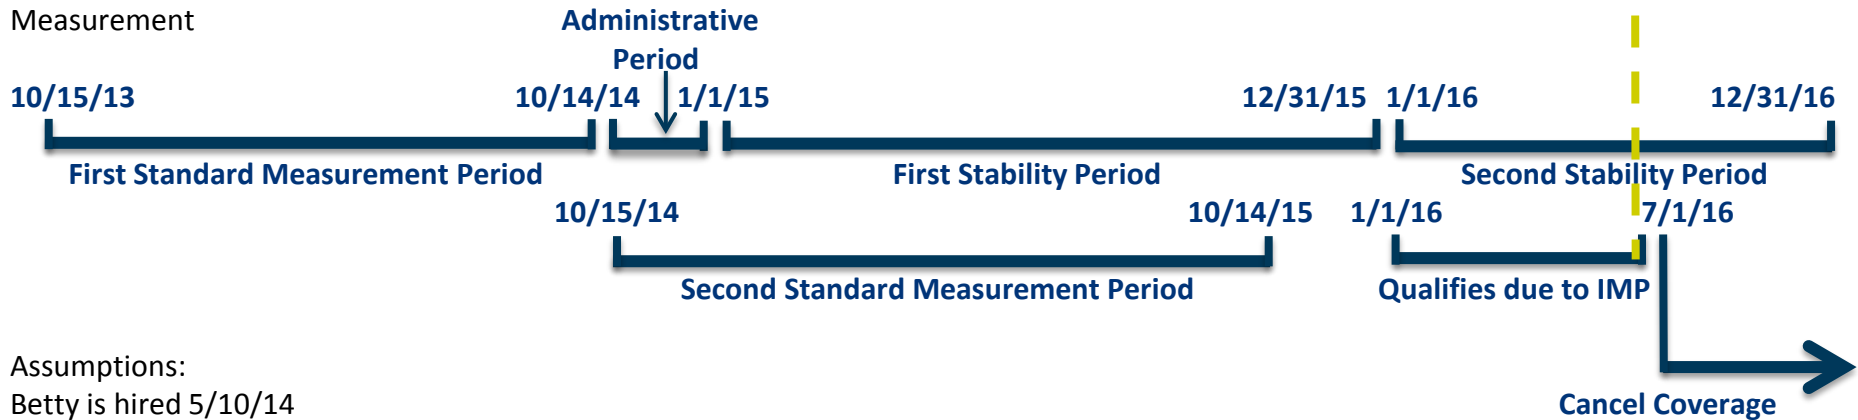 Measurement
Administrative
Period
10/15/13 10/14/14 1/1/15 12/31/15 1/1/16 12/31/16
First Standard Measurement Period First Stability Period Second Stability Period
10/15/14 10/14/15 1/1/16 7/1/16
Second Standard Measurement Period Qualifies due to IMP
Assumptions:
Betty is hired 5/10/14
Cancel Coverage